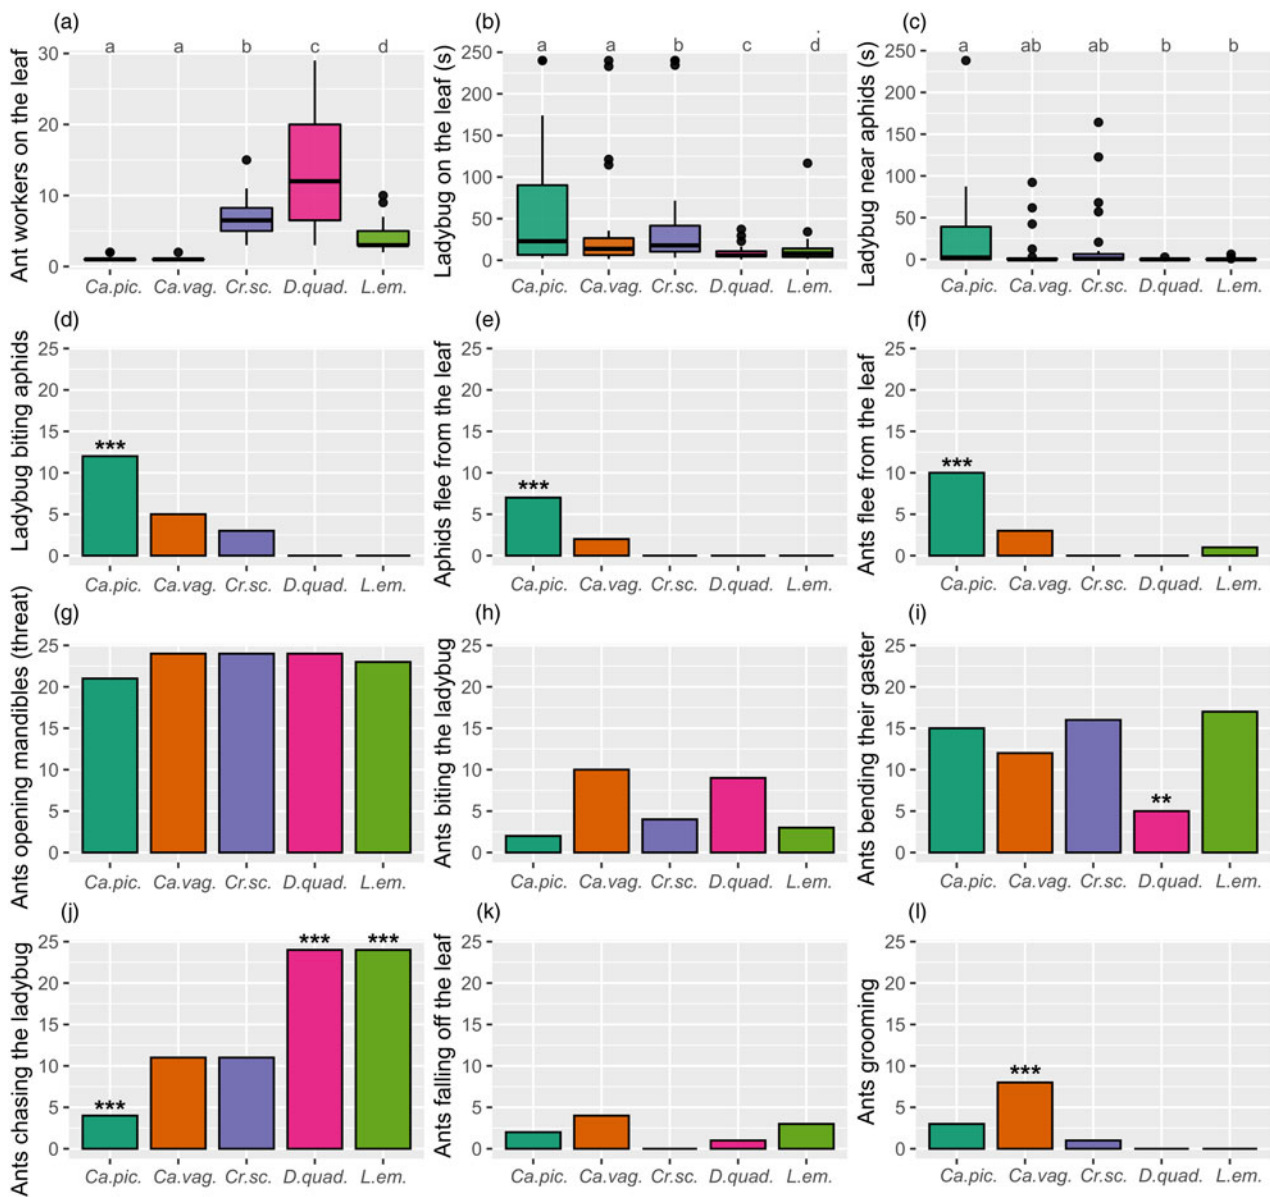 (a) (b) (c)
a a b c d
a a b c d
a ab ab b b
Ant workers on the leaf
30
20
10
0
Ladybug on the leaf (s)
250
200
150
100
50
0
Ladybug near aphids (s)
250
200
150
100
50
0
Ca.pic. Ca.vag. Cr.sc. D.quad. L.em.
Ca.pic. Ca.vag. Cr.sc. D.quad. L.em.
Ca.pic. Ca.vag. Cr.sc. D.quad. L.em.
(d) (e) (f)
Ladybug biting aphids
25
20
15
10
5
0
***
Aphids flee from the leaf
25
20
15
10
5
0
***
Ants flee from the leaf
25
20
15
10
5
0
***
Ca.pic. Ca.vag. Cr.sc. D.quad. L.em.
Ca.pic. Ca.vag. Cr.sc. D.quad. L.em.
Ca.pic. Ca.vag. Cr.sc. D.quad. L.em.
(g) (h) (i)
Ants opening mandibles (threat)
25
20
15
10
5
0
Ants biting the ladybug
25
20
15
10
5
0
Ants bending their gaster
25
20
15
10
5
0
**
Ca.pic. Ca.vag. Cr.sc. D.quad. L.em.
Ca.pic. Ca.vag. Cr.sc. D.quad. L.em.
Ca.pic. Ca.vag. Cr.sc. D.quad. L.em.
(j) (k) (l)
Ants chasing the ladybug
25
20
15
10
5
0
*** *** ***
Ants falling off the leaf
25
20
15
10
5
0
Ants grooming
25
20
15
10
5
0
***
Ca.pic. Ca.vag. Cr.sc. D.quad. L.em.
Ca.pic. Ca.vag. Cr.sc. D.quad. L.em.
Ca.pic. Ca.vag. Cr.sc. D.quad. L.em.